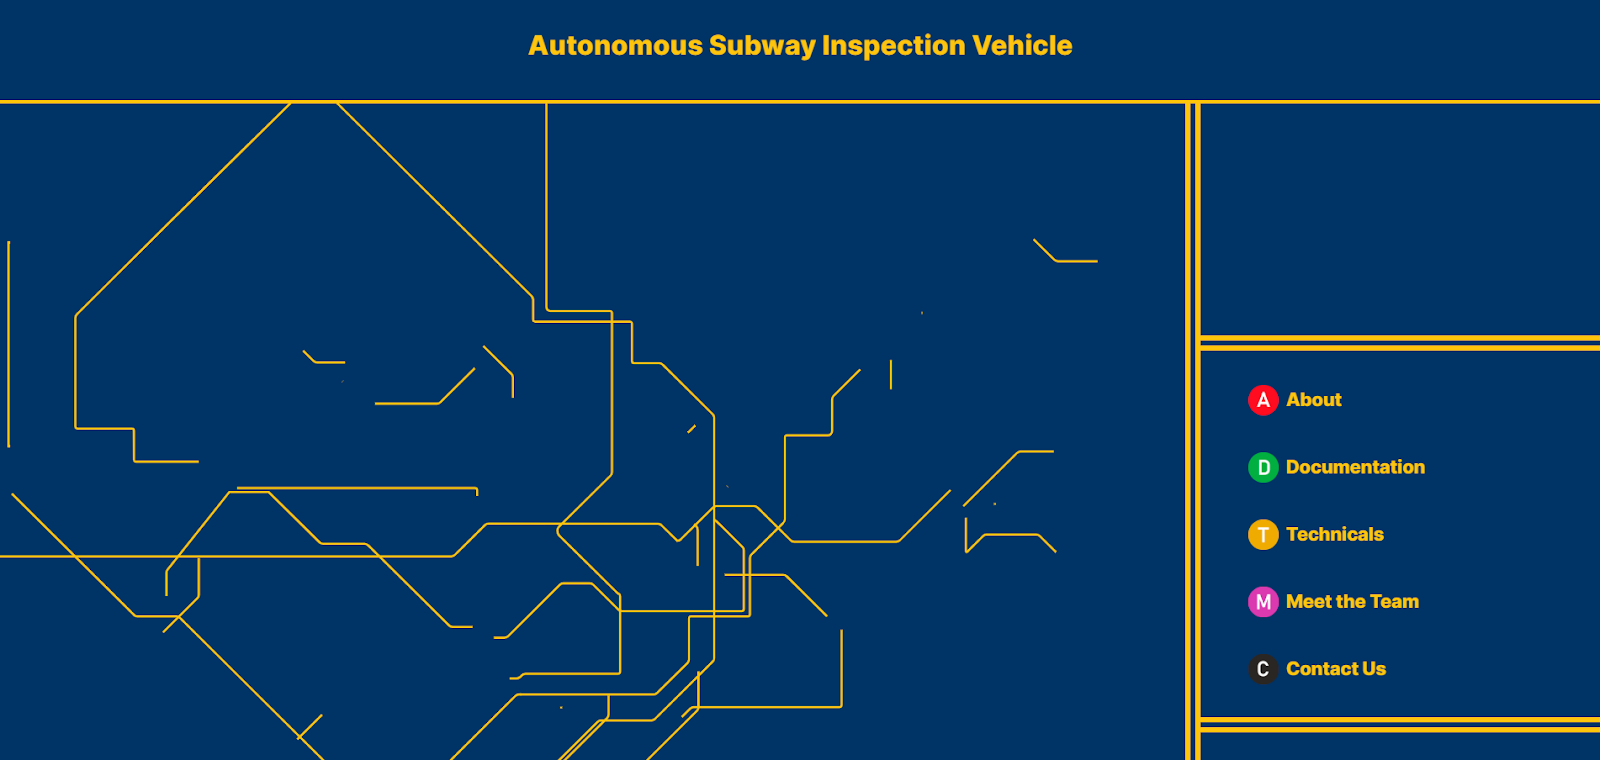 Autonomous Subway Inspection Vehicle
A About
D Documentation
T Technicals
M Meet the Team
C Contact Us